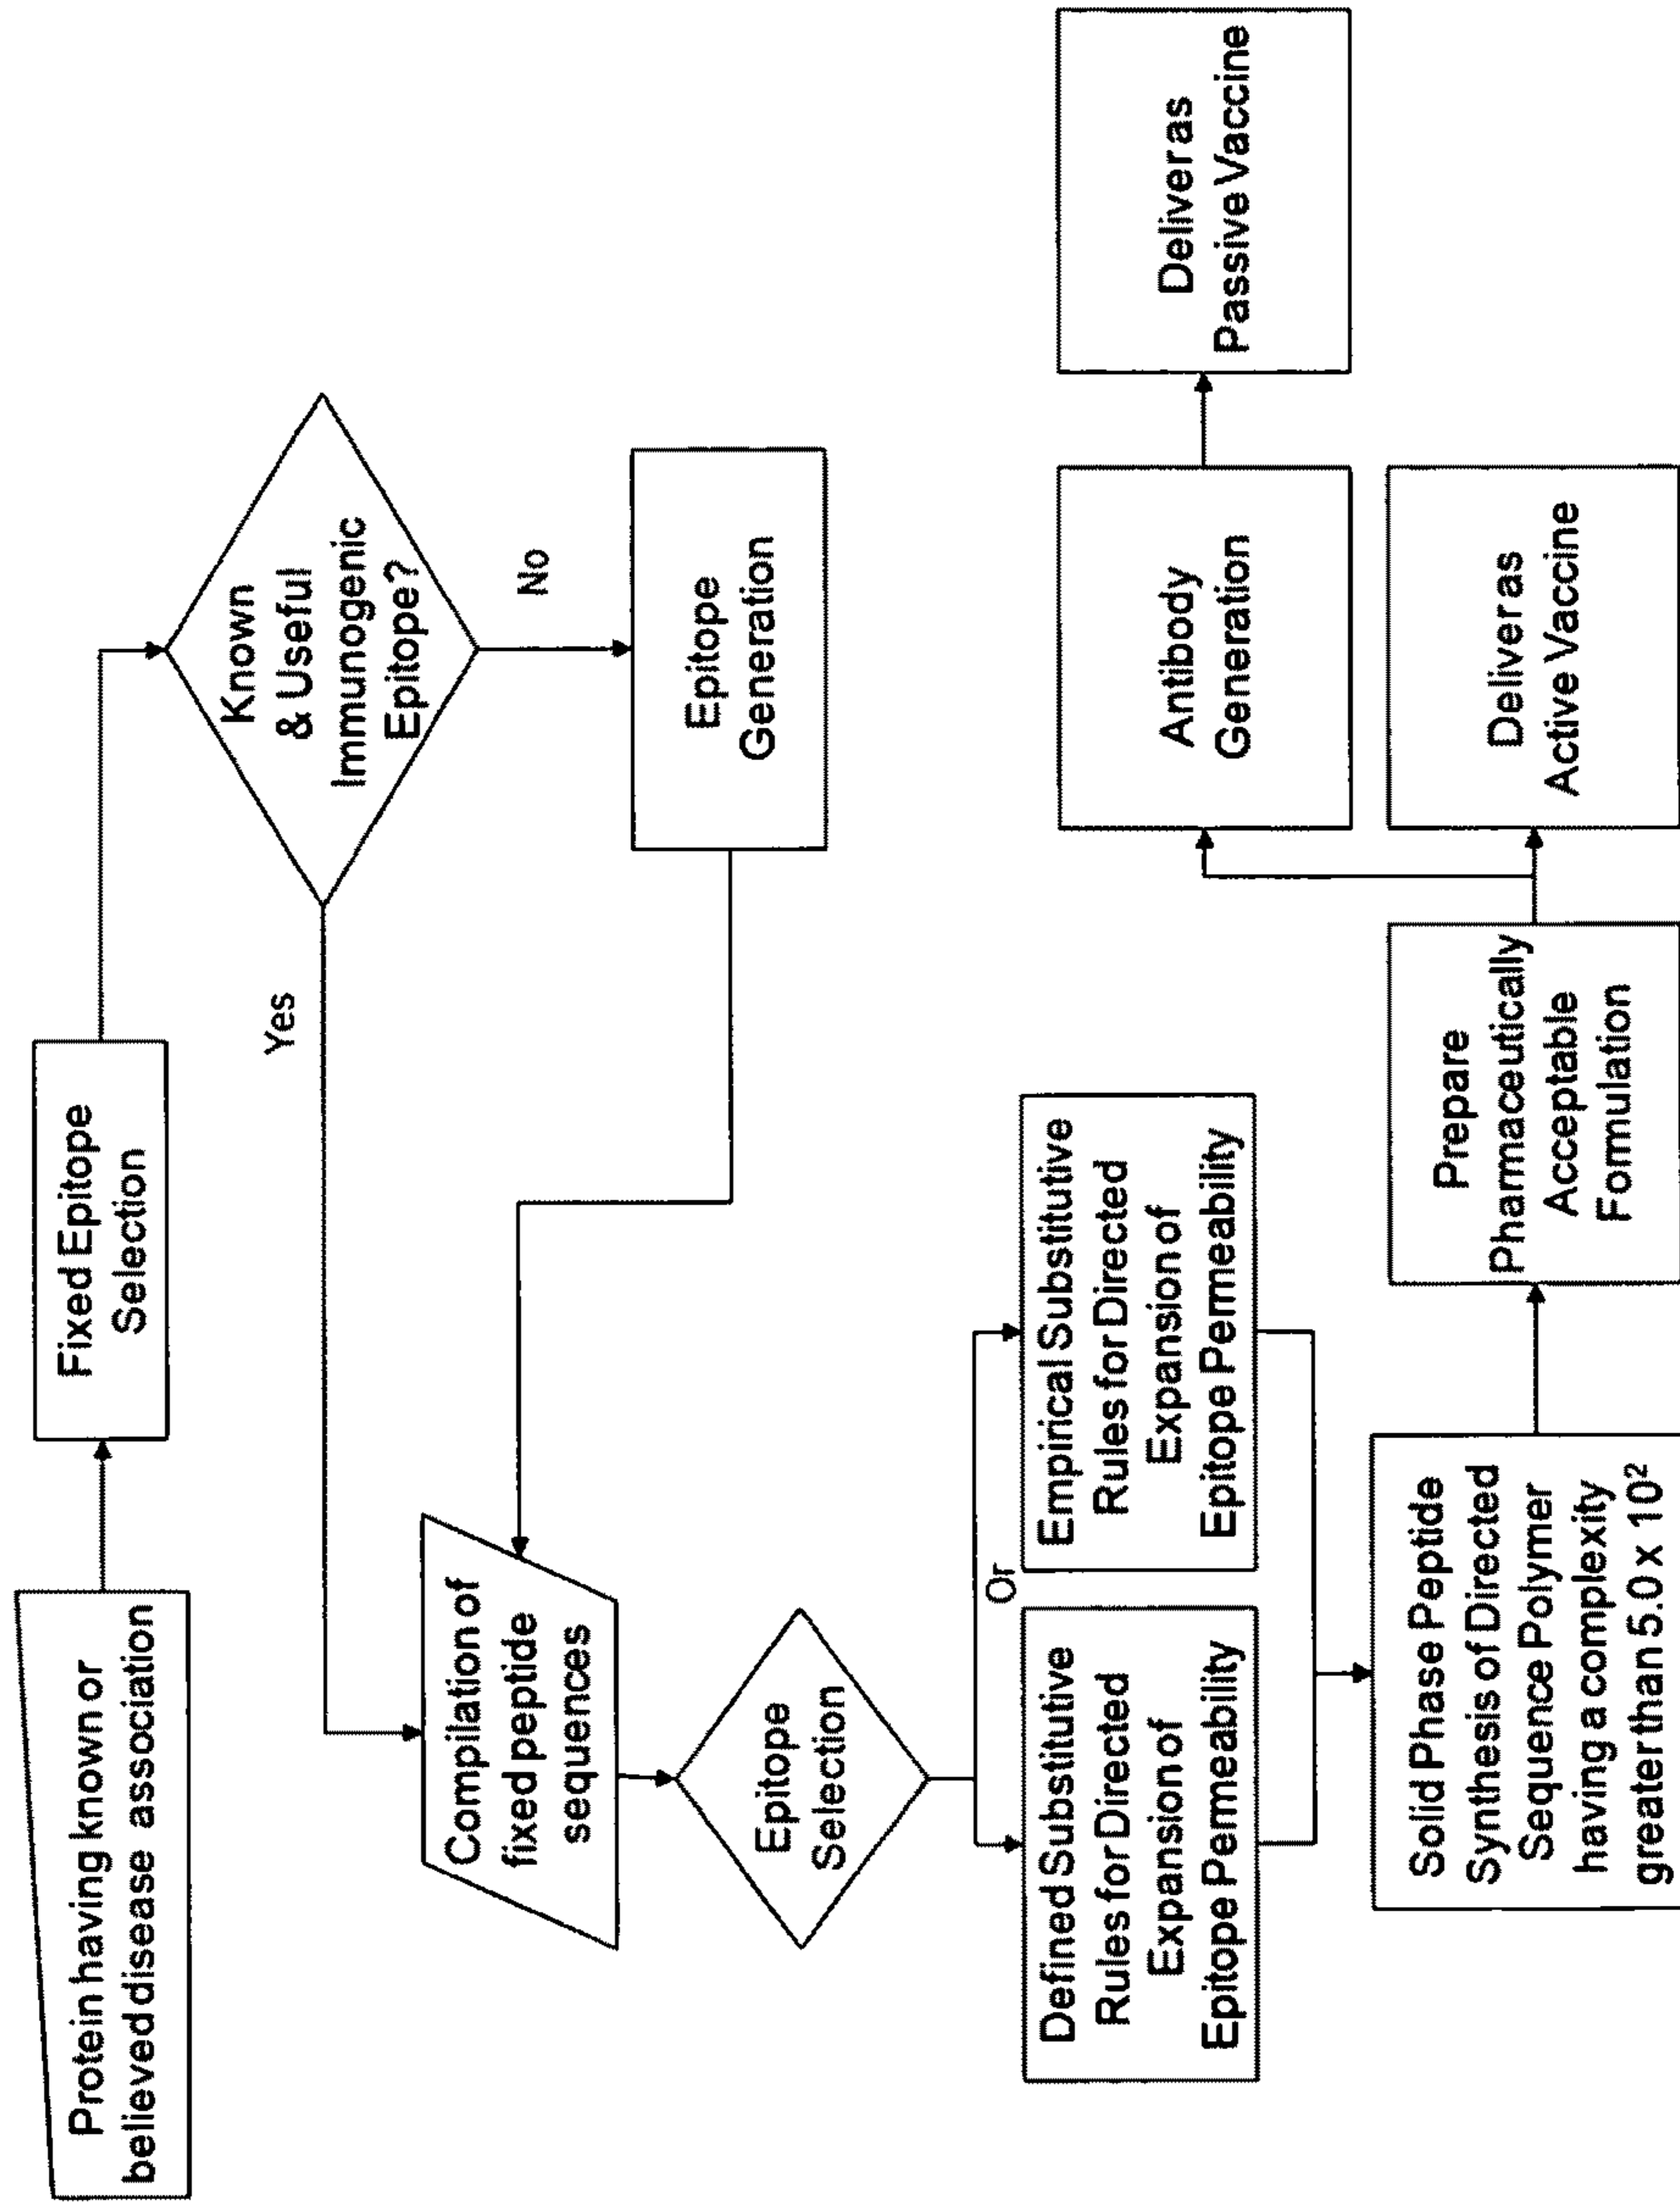 Protein having known or
believed disease association
Fixed Epitope
Selection
Known
& Useful
Immunogenic
Epitope?
Yes
No
Epitope
Generation
Compilation of
fixed peptide
sequences
Epitope
Selection
Or
Defined Substitutive
Rules for Directed
Expansion of
Epitope Permeability
Empirical Substitutive
Rules for Directed
Expansion of
Epitope Permeability
Solid Phase Peptide
Synthesis of Directed
Sequence Polymer
having a complexity
greater than 5.0 x 10²
Prepare
Pharmaceutically
Acceptable
Formulation
Antibody
Generation
Deliver as
Passive Vaccine
Deliver as
Active Vaccine